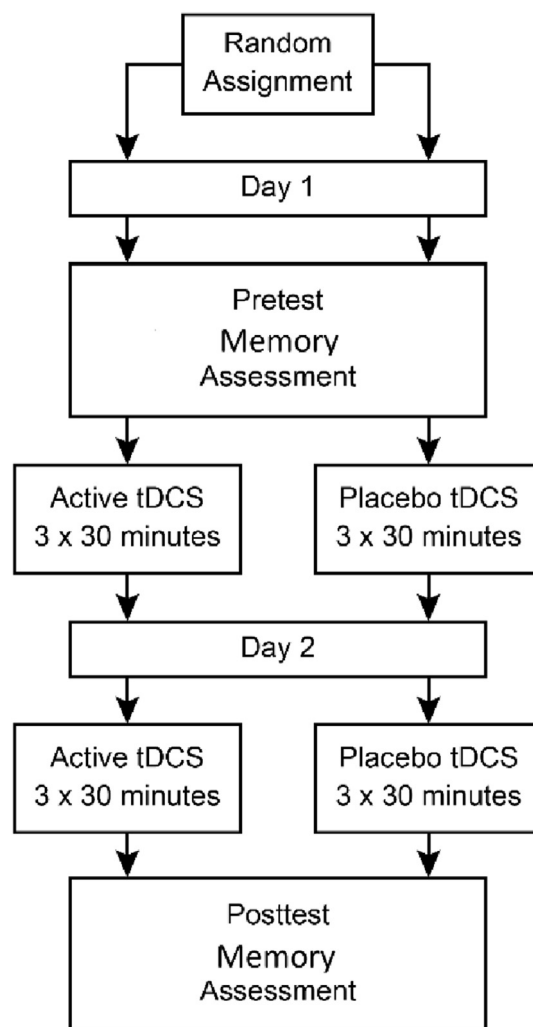 Random
Assignment
Day 1
Pretest
Memory
Assessment
Active tDCS
3 x 30 minutes
Placebo tDCS
3 x 30 minutes
Day 2
Active tDCS
3 x 30 minutes
Placebo tDCS
3 x 30 minutes
Posttest
Memory
Assessment